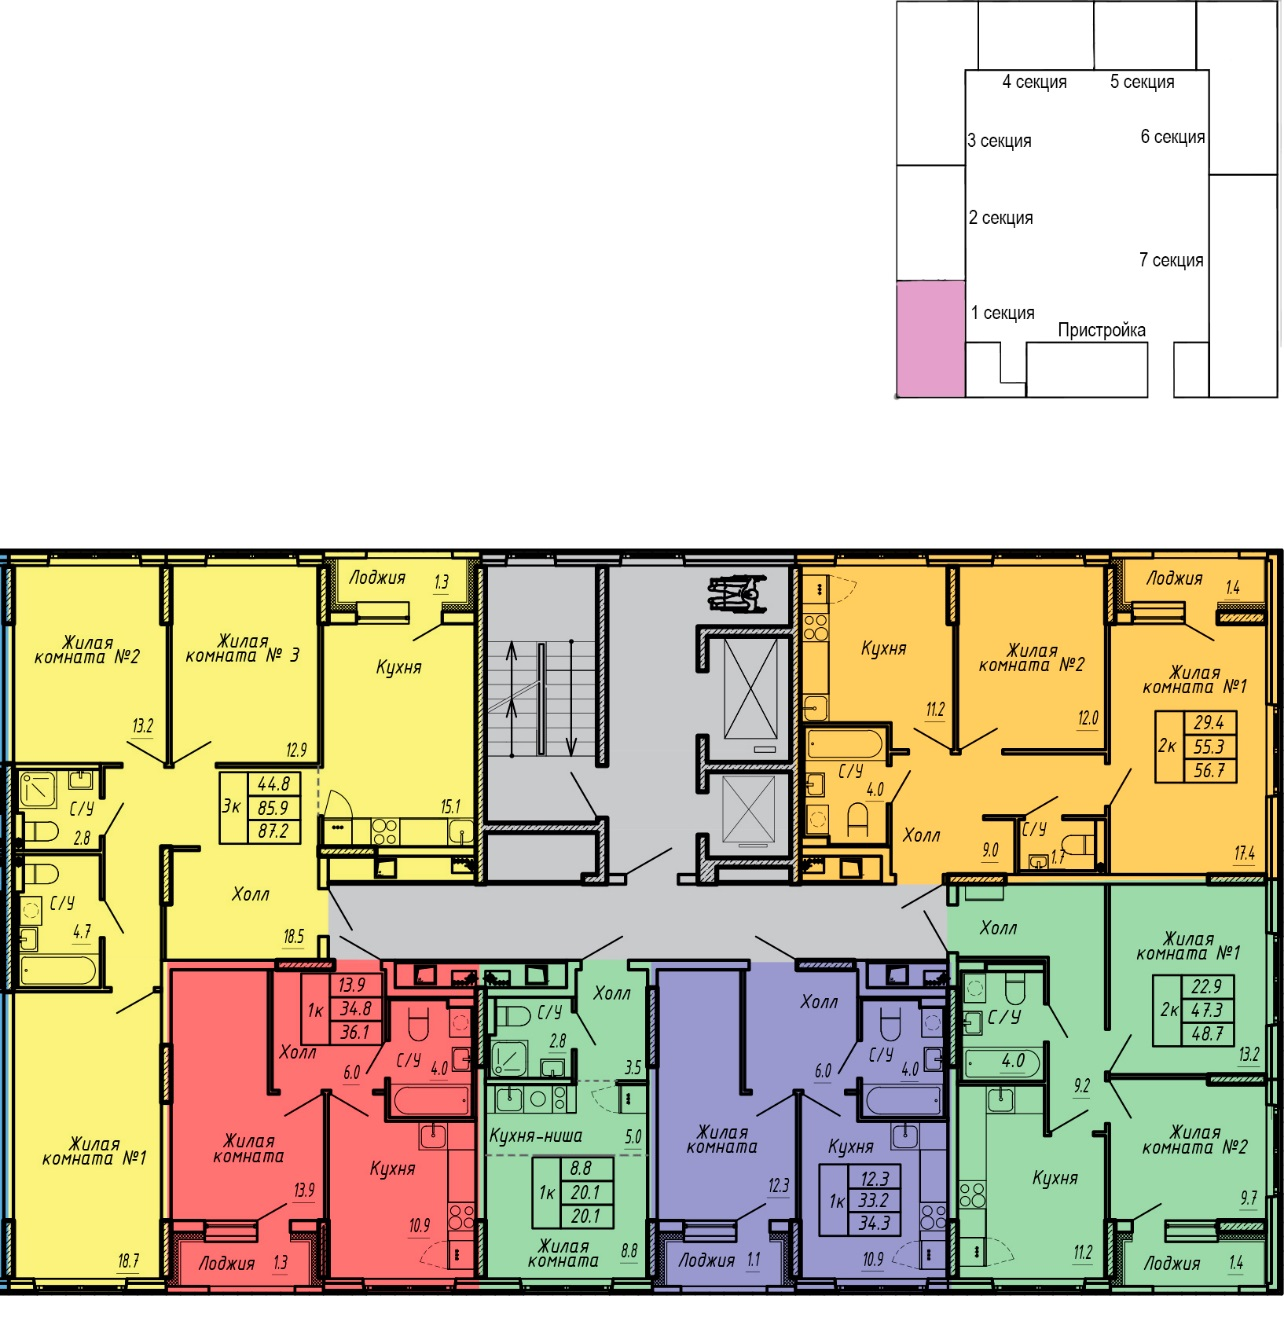 4 секция
5 секция
3 секция
6 секция
2 секция
7 секция
1 секция
Пристройка
Жилая
комната №2
13.2
Жилая
комната № 3
12.9
Лоджия
1.3
Кухня
15.1
3к
44.8
85.9
87.2
С/У
2.8
С/У
4.7
Холл
18.5
Жилая
комната №1
18.7
Кухня
11.2
Жилая
комната №2
12.0
Лоджия
1.4
Жилая
комната №1
2к
29.4
55.3
56.7
17.4
С/У
4.0
Холл
9.0
С/У
1.7
1к
13.9
34.8
36.1
Холл
6.0
С/У
4.0
Жилая
комната
13.9
Кухня
10.9
Лоджия
1.3
Холл
3.5
С/У
2.8
Кухня-ниша
5.0
1к
8.8
20.1
20.1
Жилая
комната
8.8
Холл
6.0
С/У
4.0
Жилая
комната
12.3
Кухня
1к
12.3
33.2
34.3
10.9
Лоджия
1.1
Холл
9.2
Жилая
комната №1
2к
22.9
47.3
48.7
13.2
С/У
4.0
Жилая
комната №2
9.7
Кухня
11.2
Лоджия
1.4